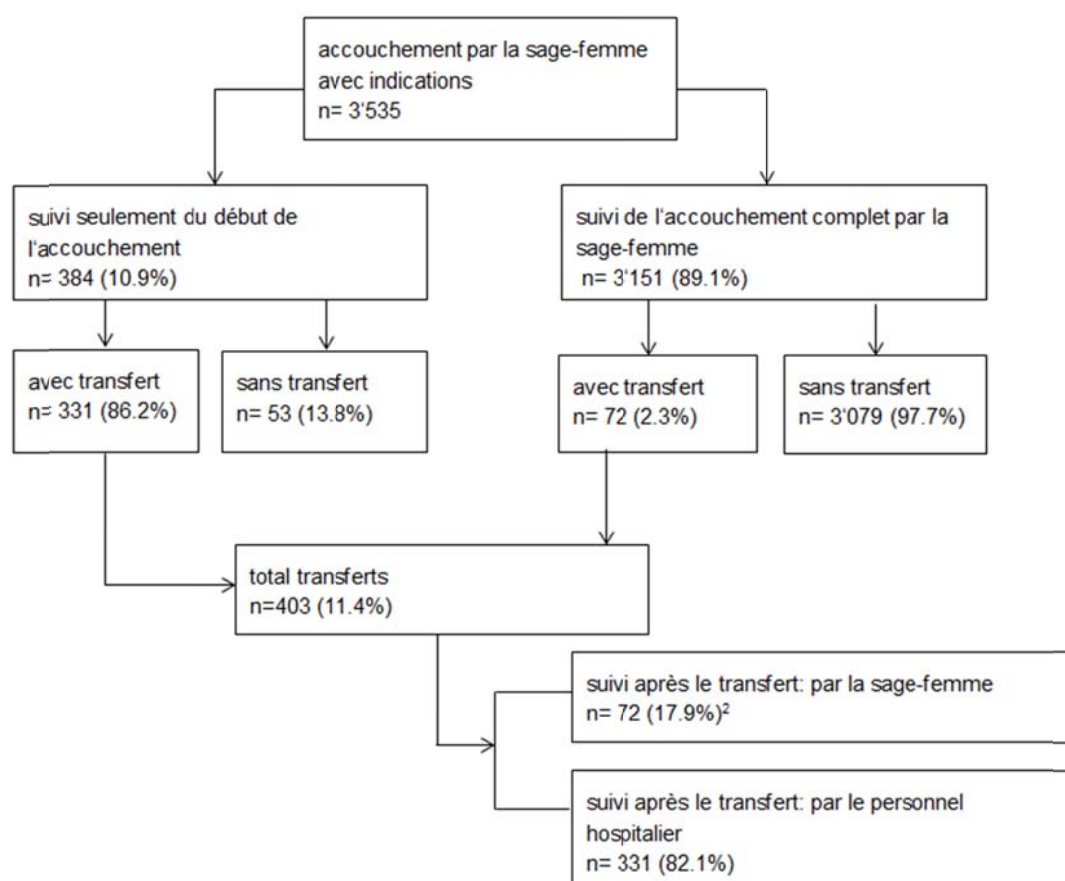 accouchement par la sage-femme
avec indications
n= 3'535
suivi seulement du début de
l'accouchement
n= 384 (10.9%)
suivi de l'accouchement complet par la
sage-femme
n= 3'151 (89.1%)
avec transfert
n= 331 (86.2%)
sans transfert
n= 53 (13.8%)
avec transfert
n= 72 (2.3%)
sans transfert
n= 3'079 (97.7%)
total transferts
n=403 (11.4%)
suivi après le transfert: par la sage-femme
n= 72 (17.9%)²
suivi après le transfert: par le personnel
hospitalier
n= 331 (82.1%)